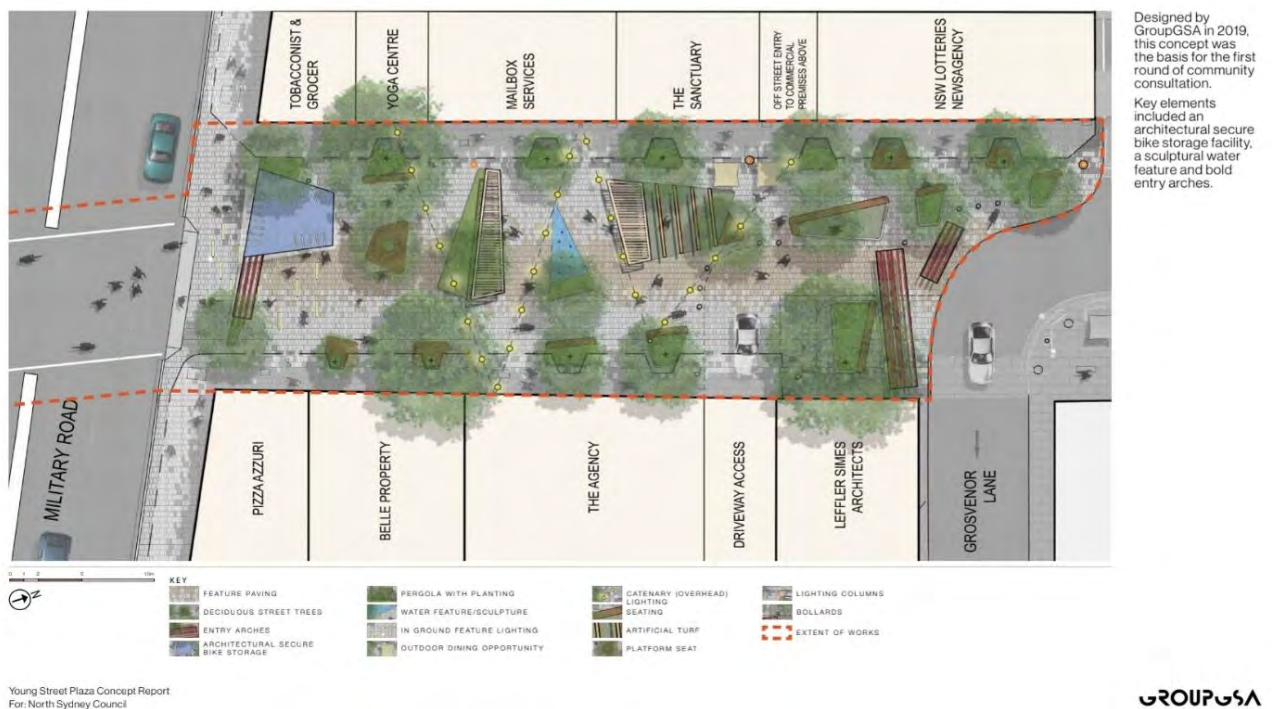 Designed by
GroupGSA in 2019,
this concept was
the basis for the first
round of community
consultation.
Key elements
included an
architectural secure
bike storage facility,
a sculptural water
feature and bold
entry arches.
TOBACCONIST &
GROCER
YOGA CENTRE
MAILBOX
SERVICES
THE
SANCTUARY
OFF STREET ENTRY
TO COMMERCIAL
PREMISES ABOVE
NSW LOTTERIES
NEWSAGENCY
MILITARY ROAD
PIZZA AZZURI
BELLE PROPERTY
THE AGENCY
DRIVEWAY ACCESS
LEFFLER SIMES
ARCHITECTS
GROSVENOR
LANE
0 1 2 5 10m
N
KEY
FEATURE PAVING
DECIDUOUS STREET TREES
ENTRY ARCHES
ARCHITECTURAL SECURE
BIKE STORAGE
PERGOLA WITH PLANTING
WATER FEATURE/SCULPTURE
IN GROUND FEATURE LIGHTING
OUTDOOR DINING OPPORTUNITY
CATENARY (OVERHEAD)
LIGHTING
SEATING
ARTIFICIAL TURF
PLATFORM SEAT
LIGHTING COLUMNS
BOLLARDS
EXTENT OF WORKS
Young Street Plaza Concept Report
For: North Sydney Council
GROUPGSA